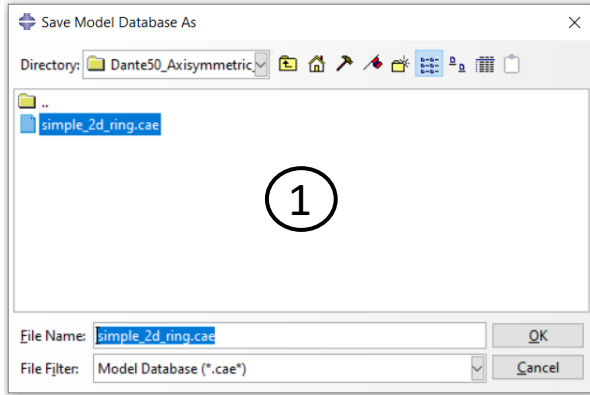 Save Model Database As
Directory: Dante50_Axisymmetric_
..
simple_2d_ring.cae
1
File Name: simple_2d_ring.cae OK
File Filter: Model Database (*.cae*) Cancel